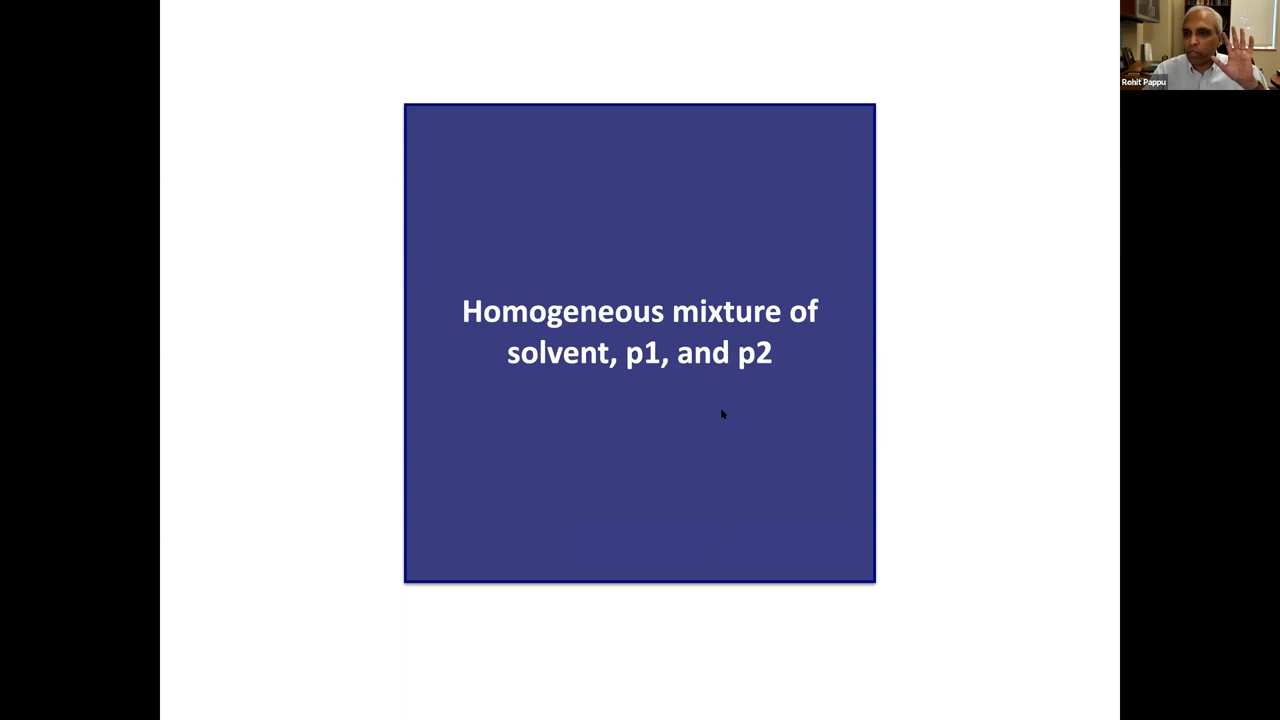 Homogeneous mixture of
solvent, p1, and p2
Rohit Pappu